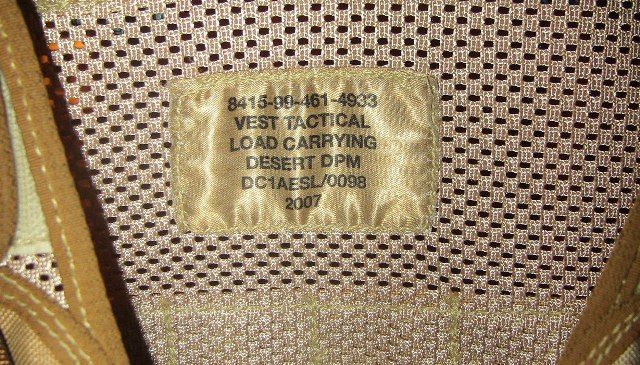 8415-99-461-4933
VEST TACTICAL
LOAD CARRYING
DESERT DPM
DC1AESL/0098
2007